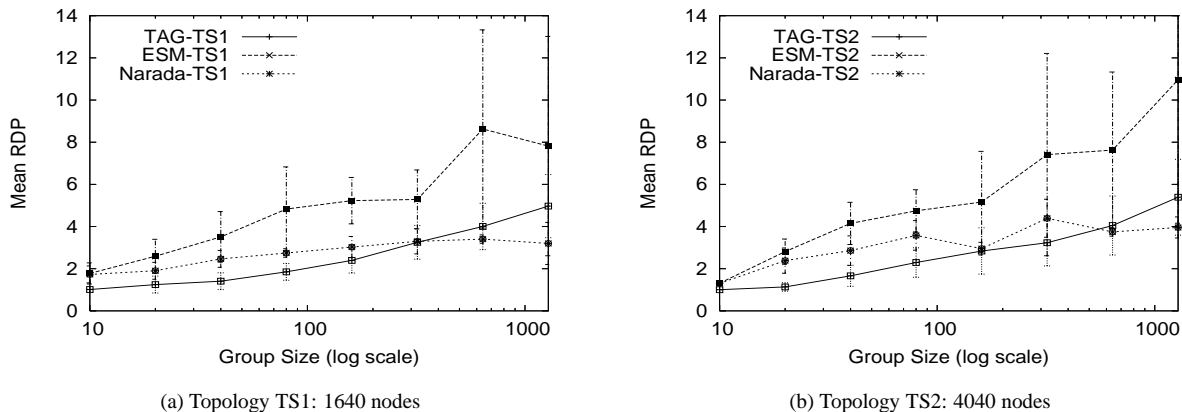 14
12
10
8
6
4
2
0
Mean RDP
TAG-TS1
ESM-TS1
Narada-TS1
10
100
1000
Group Size (log scale)
(a) Topology TS1: 1640 nodes
14
12
10
8
6
4
2
0
Mean RDP
TAG-TS2
ESM-TS2
Narada-TS2
10
100
1000
Group Size (log scale)
(b) Topology TS2: 4040 nodes